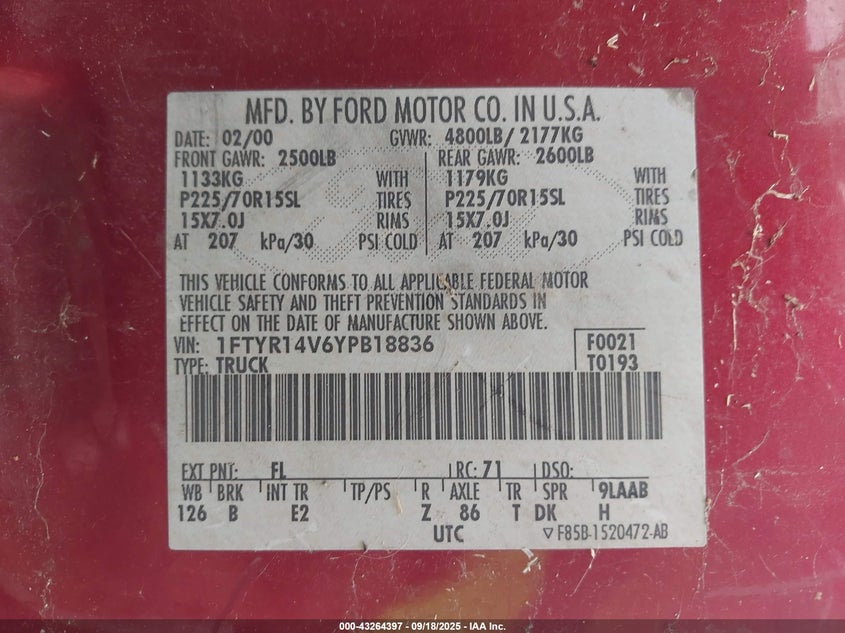 MFD. BY FORD MOTOR CO. IN U.S.A.
DATE: 02/00 GVWR: 4800LB/ 2177KG
FRONT GAWR: 2500LB REAR GAWR: 2600LB
1133KG WITH 1179KG WITH
P225/70R15SL TIRES P225/70R15SL TIRES
15X7.0J RIMS 15X7.0J RIMS
AT 207 kPa/30 PSI COLD AT 207 kPa/30 PSI COLD
THIS VEHICLE CONFORMS TO ALL APPLICABLE FEDERAL MOTOR
VEHICLE SAFETY AND THEFT PREVENTION STANDARDS IN
EFFECT ON THE DATE OF MANUFACTURE SHOWN ABOVE.
VIN: 1FTYR14V6YPB18836 F0021
TYPE: TRUCK T0193
EXT PNT: FL RC: 71 DSO:
WB BRK INT TR TP/PS R AXLE TR SPR 9LAAB
126 B E2 Z 86 T DK H
UTC F85B-1520472-AB
000-43264397 - 09/18/2025 - IAA Inc.